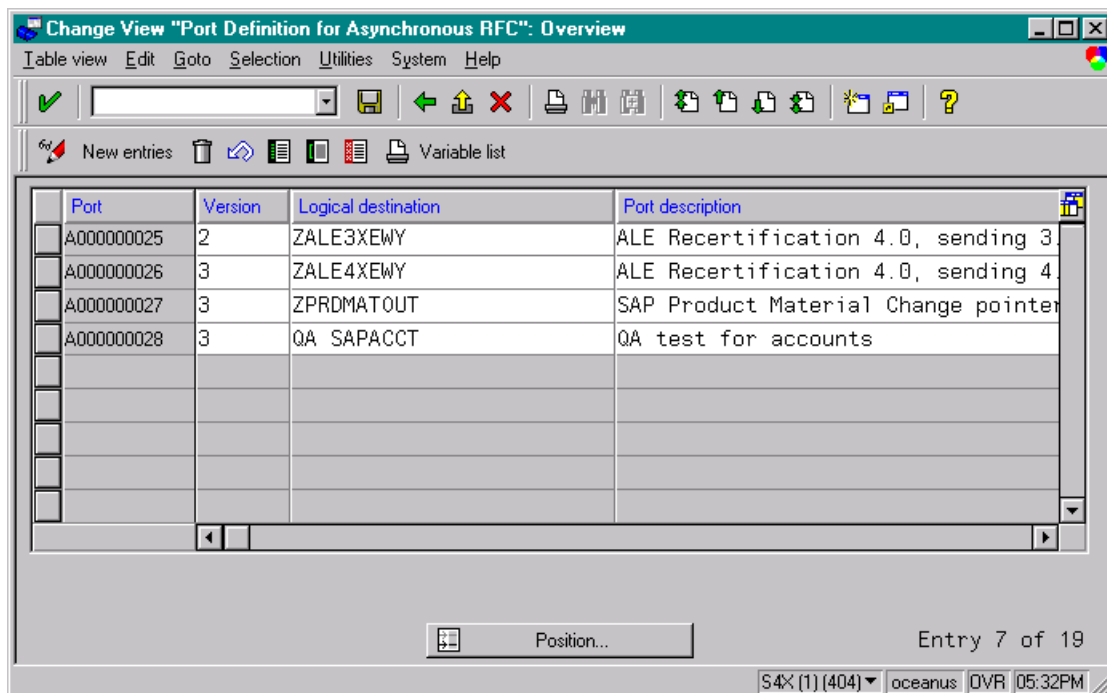 Change View "Port Definition for Asynchronous RFC": Overview
Table view Edit Goto Selection Utilities System Help
New entries Variable list
Port Version Logical destination Port description
A000000025 2 ZALE3XEWY ALE Recertification 4.0, sending 3.
A000000026 3 ZALE4XEWY ALE Recertification 4.0, sending 4.
A000000027 3 ZPRDMATOUT SAP Product Material Change pointer
A000000028 3 QA SAPACCT QA test for accounts
Position... Entry 7 of 19
S4X (1) (404) oceanus OVR 05:32PM